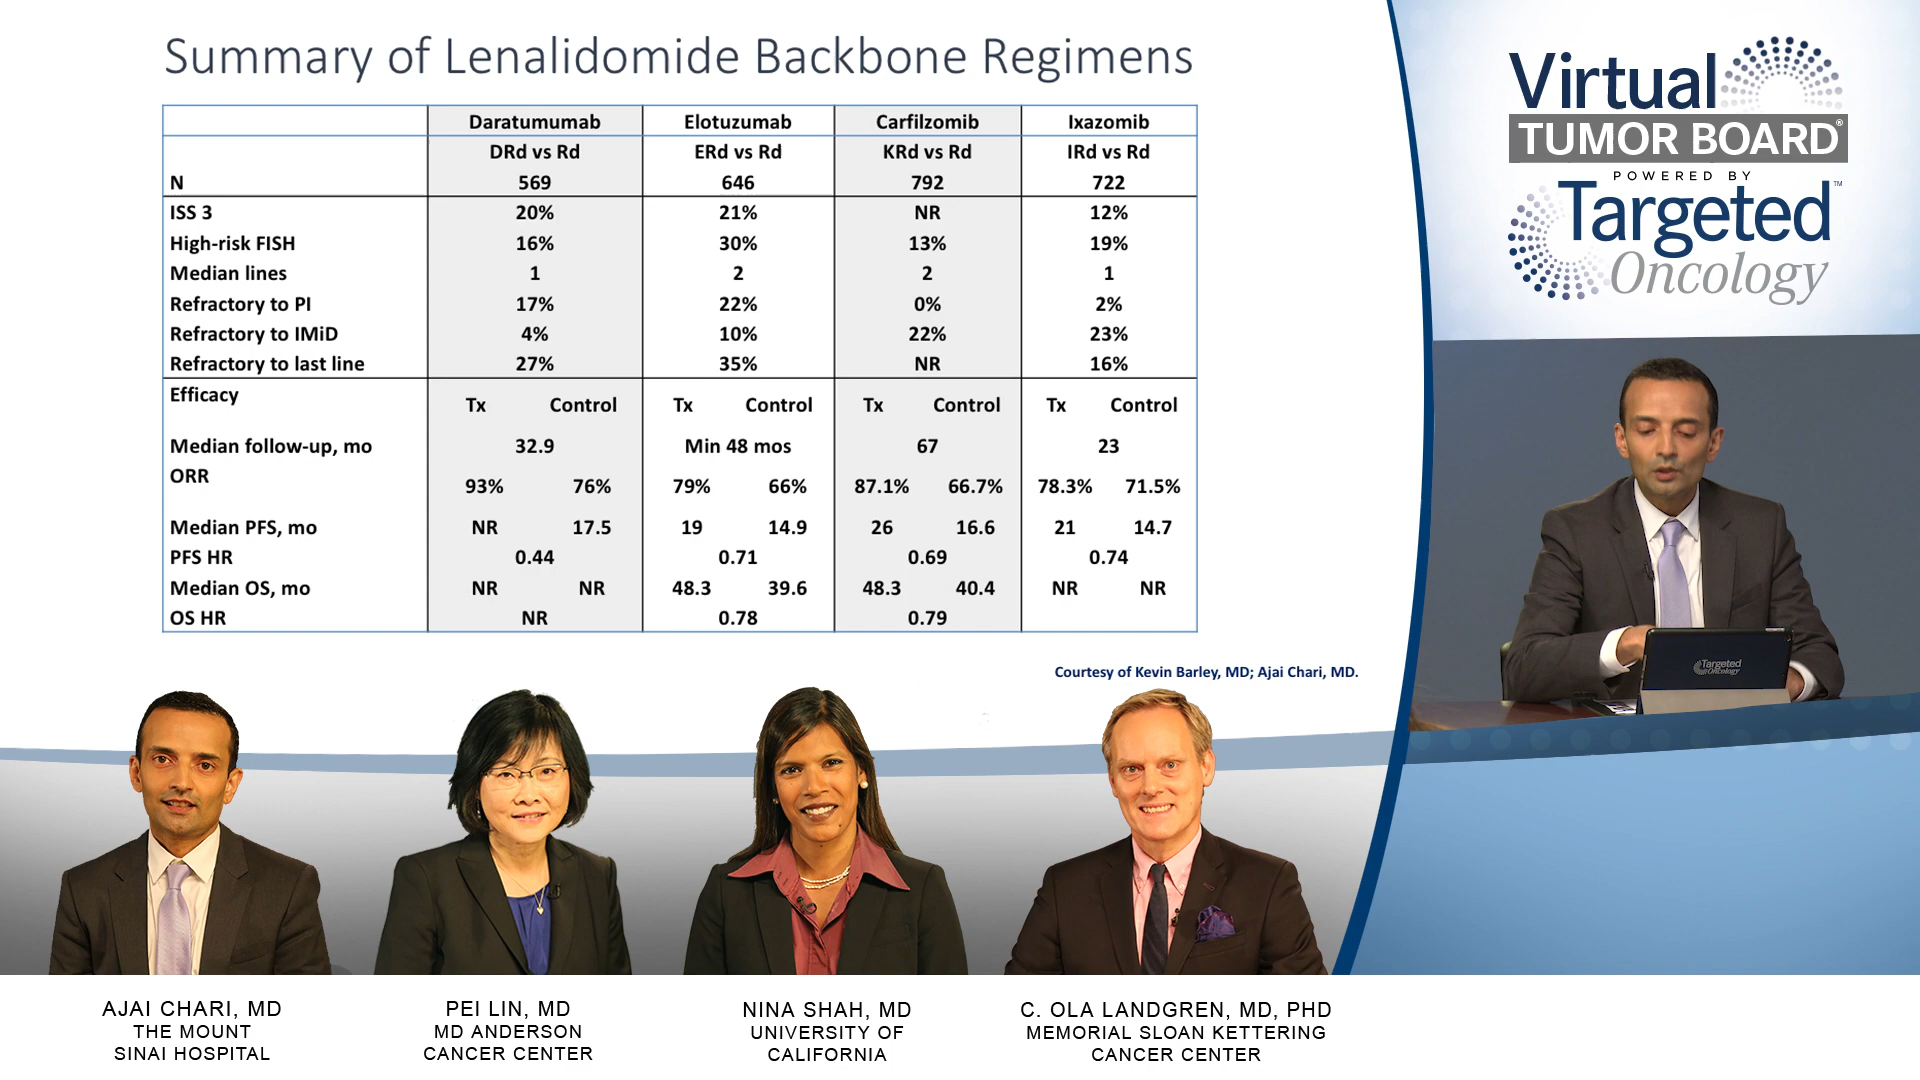 Summary of Lenalidomide Backbone Regimens
Daratumumab Elotuzumab Carfilzomib Ixazomib
DRd vs Rd ERd vs Rd KRd vs Rd IRd vs Rd
N 569 646 792 722
ISS 3 20% 21% NR 12%
High-risk FISH 16% 30% 13% 19%
Median lines 1 2 2 1
Refractory to PI 17% 22% 0% 2%
Refractory to IMiD 4% 10% 22% 23%
Refractory to last line 27% 35% NR 16%
Efficacy Tx Control Tx Control Tx Control Tx Control
Median follow-up, mo 32.9 Min 48 mos 67 23
ORR 93% 76% 79% 66% 87.1% 66.7% 78.3% 71.5%
Median PFS, mo NR 17.5 19 14.9 26 16.6 21 14.7
PFS HR 0.44 0.71 0.69 0.74
Median OS, mo NR NR 48.3 39.6 48.3 40.4 NR NR
OS HR NR 0.78 0.79
Courtesy of Kevin Barley, MD; Ajai Chari, MD.
Virtual
TUMOR BOARD®
POWERED BY
Targeted™
Oncology
Targeted
Oncology
AJAI CHARI, MD
THE MOUNT
SINAI HOSPITAL
PEI LIN, MD
MD ANDERSON
CANCER CENTER
NINA SHAH, MD
UNIVERSITY OF
CALIFORNIA
C. OLA LANDGREN, MD, PHD
MEMORIAL SLOAN KETTERING
CANCER CENTER